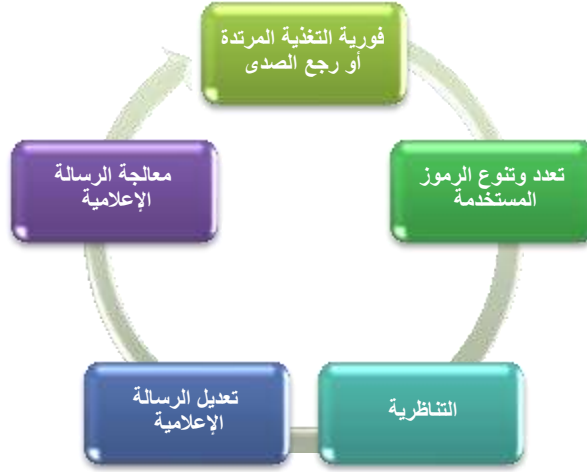 فورية التغذية المرتدة
أو رجع الصدى
تعدد وتنوع الرموز
المستخدمة
التناظرية
تعديل الرسالة
الإعلامية
معالجة الرسالة
الإعلامية